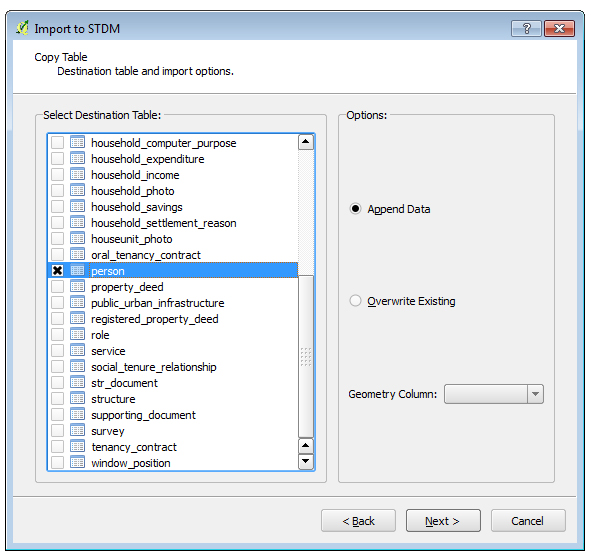 Import to STDM
Copy Table
Destination table and import options.
Select Destination Table:
household_computer_purpose
household_expenditure
household_income
household_photo
household_savings
household_settlement_reason
houseunit_photo
oral_tenancy_contract
person
property_deed
public_urban_infrastructure
registered_property_deed
role
service
social_tenure_relationship
str_document
structure
supporting_document
survey
tenancy_contract
window_position
Options:
Append Data
Overwrite Existing
Geometry Column:
< Back
Next >
Cancel